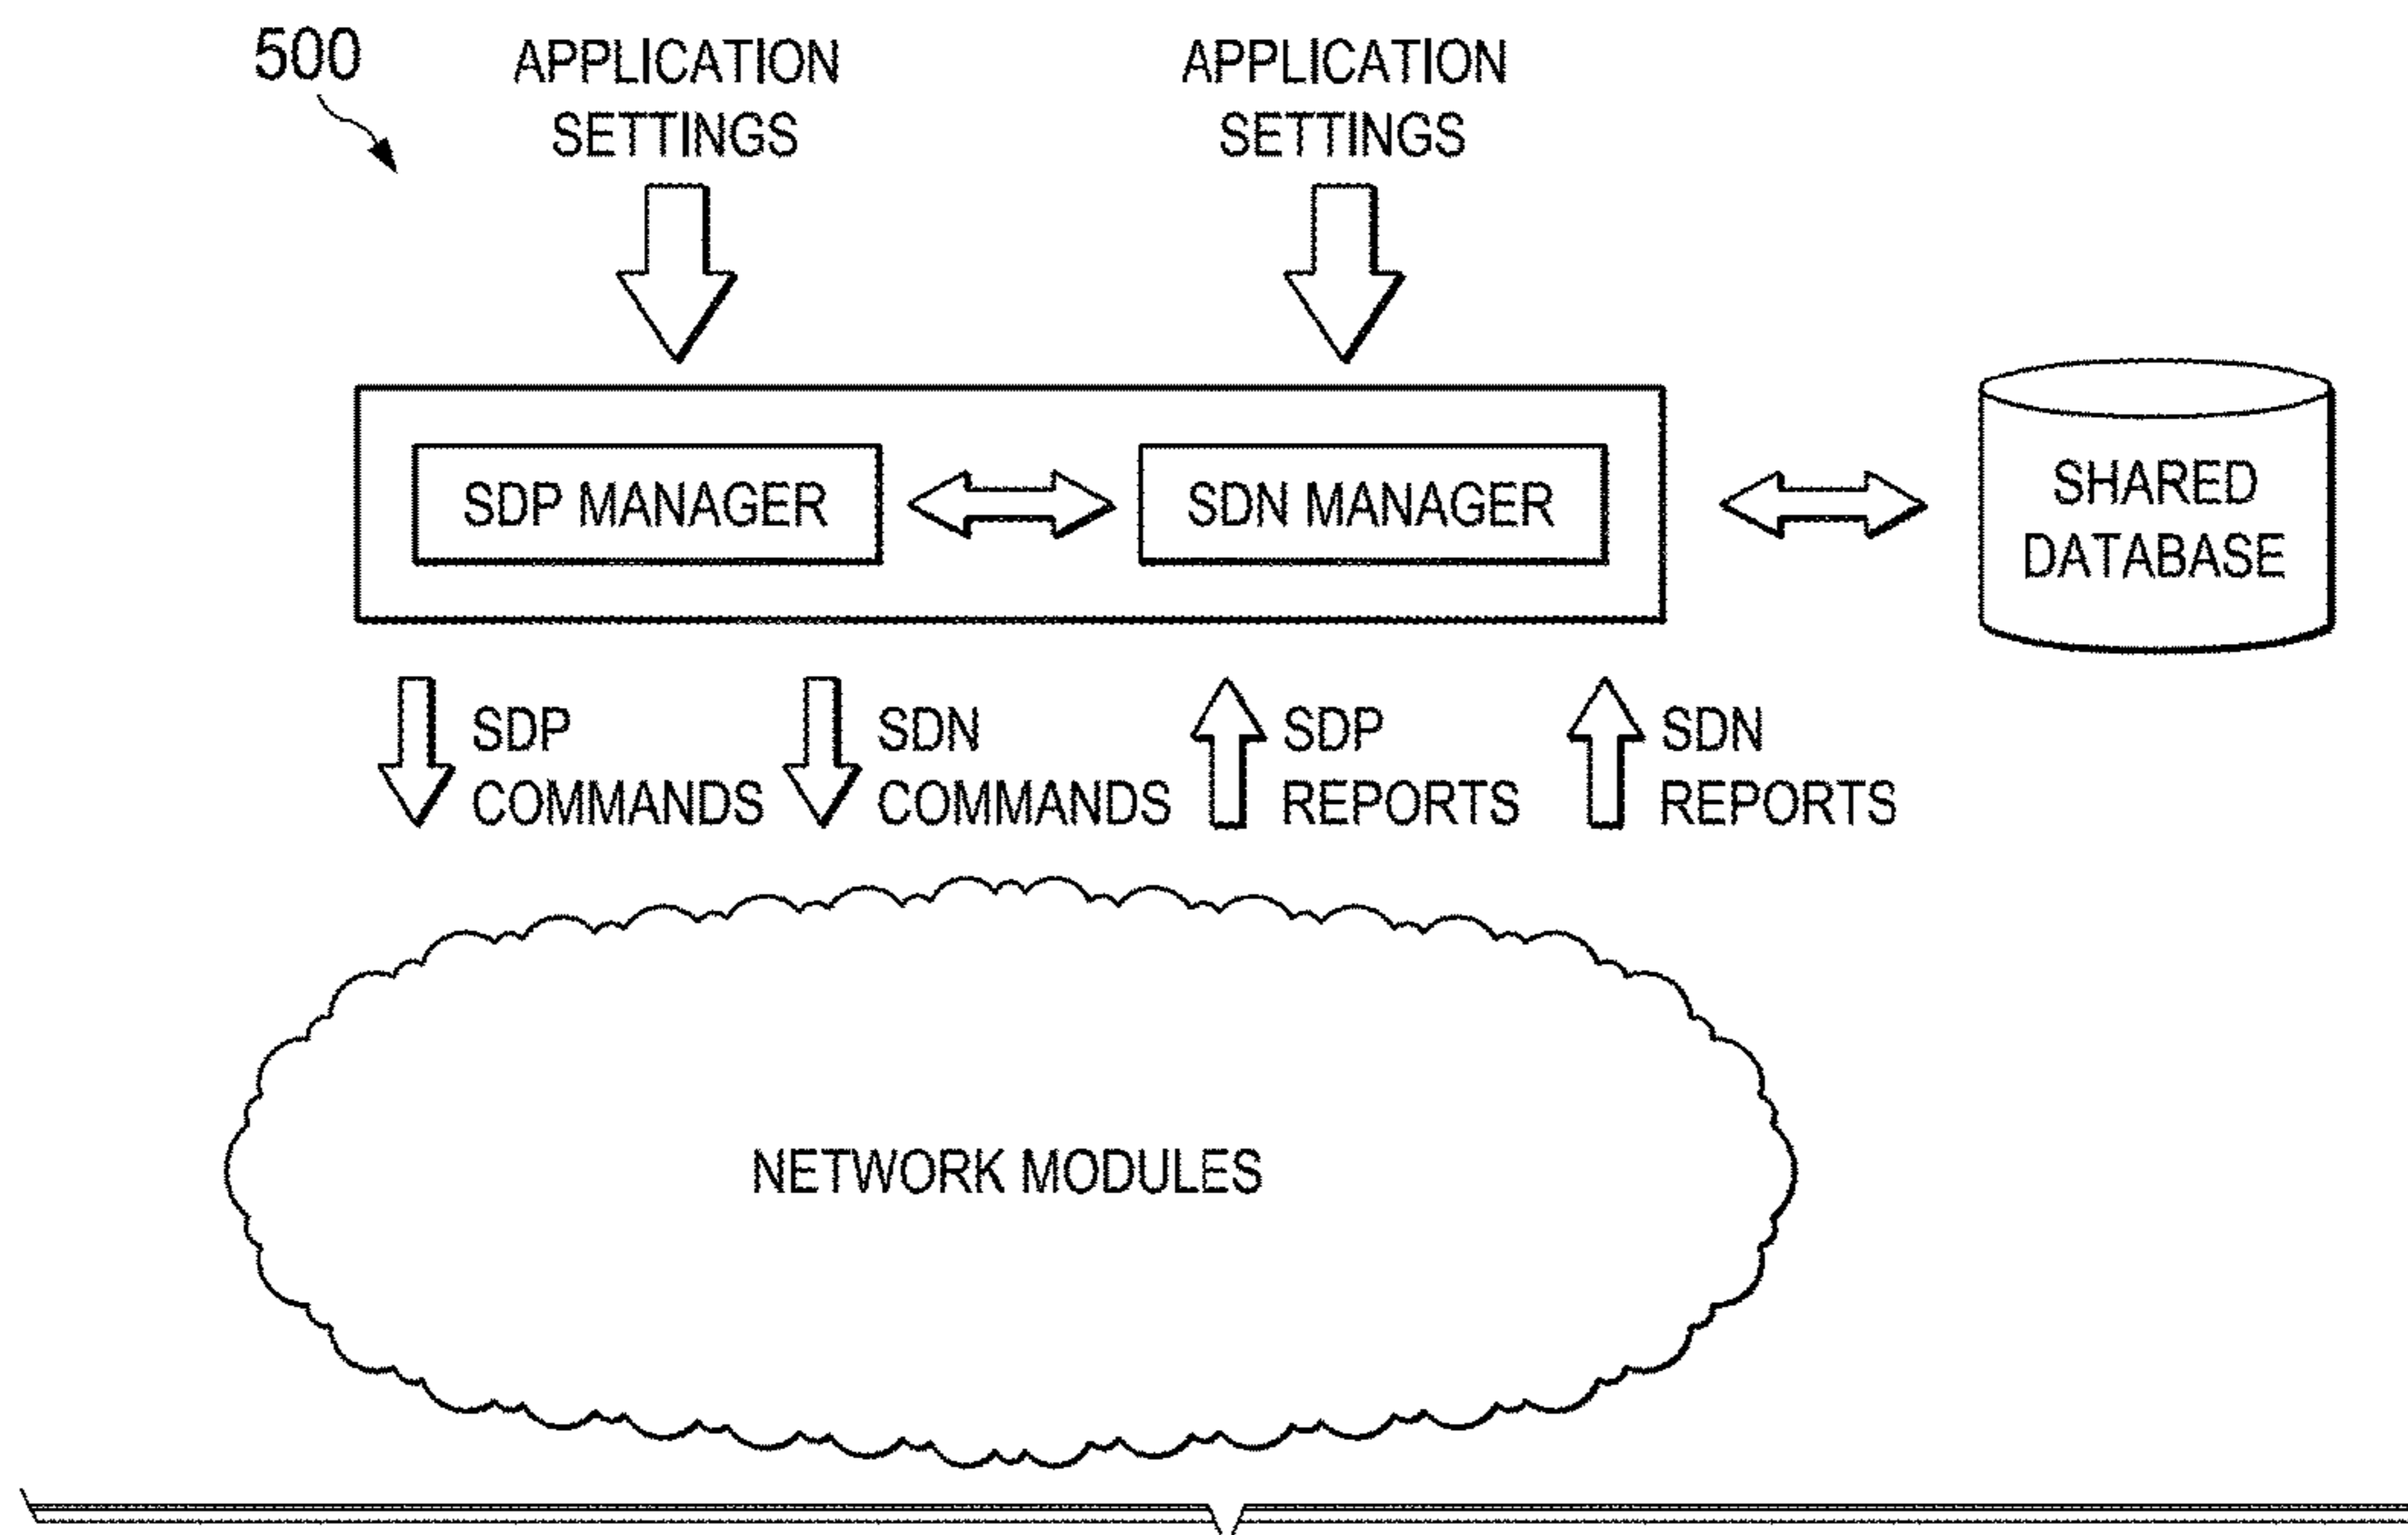 500
APPLICATION
SETTINGS
APPLICATION
SETTINGS
SDP MANAGER
SDN MANAGER
SHARED
DATABASE
SDP
COMMANDS
SDN
COMMANDS
SDP
REPORTS
SDN
REPORTS
NETWORK MODULES